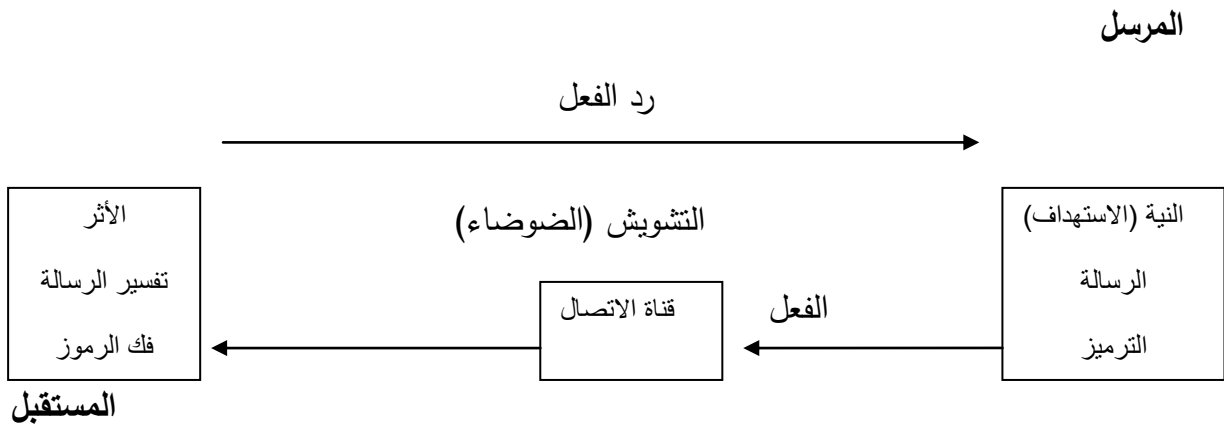 المرسل
رد الفعل
النية (الاستهداف)
الرسالة
الترميز
التشويش (الضوضاء)
الفعل
قناة الاتصال
الأثر
تفسير الرسالة
فك الرموز
المستقبل